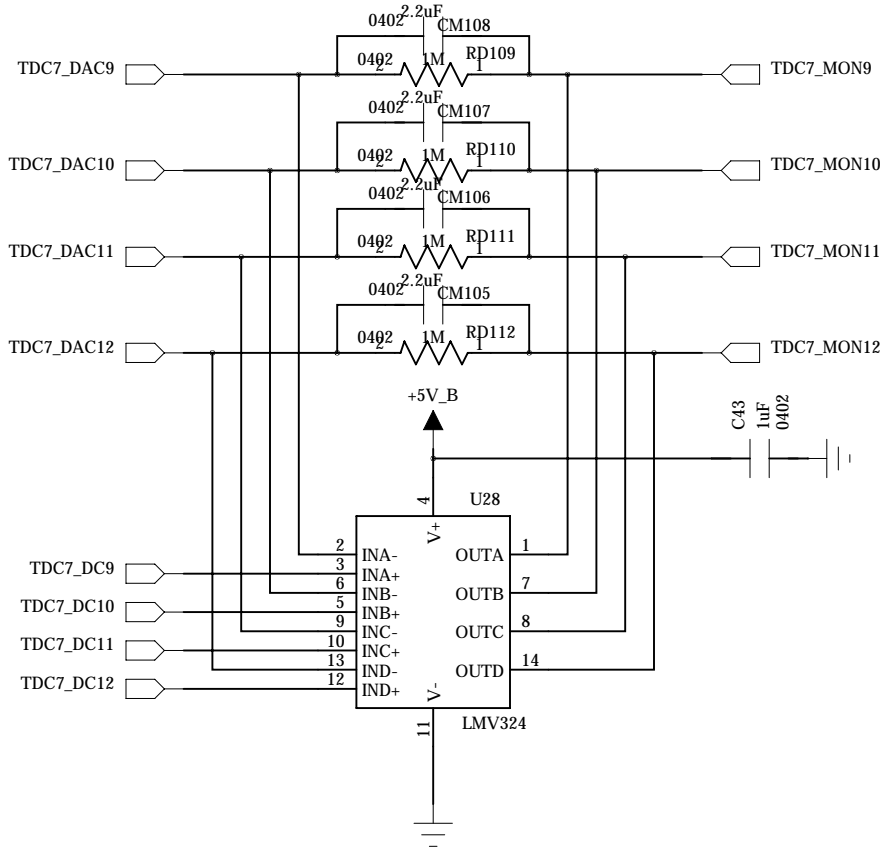 2.2uF
0402 CM108
TDC7_DAC9 2 1M RD109 1 TDC7_MON9
2.2uF
0402 CM107
TDC7_DAC10 0402 2 1M RD110 1 TDC7_MON10
2.2uF
0402 CM106
TDC7_DAC11 0402 2 1M RD111 1 TDC7_MON11
2.2uF
0402 CM105
TDC7_DAC12 0402 2 1M RD112 1 TDC7_MON12
+5V_B
C43
1uF
0402
4 U28
V+
2 INA- OUTA 1
TDC7_DC9 3 INA+
6 INB- OUTB 7
TDC7_DC10 5 INB+
9 INC- OUTC 8
TDC7_DC11 10 INC+
13 IND- OUTD 14
TDC7_DC12 12 IND+
V-
11 LMV324